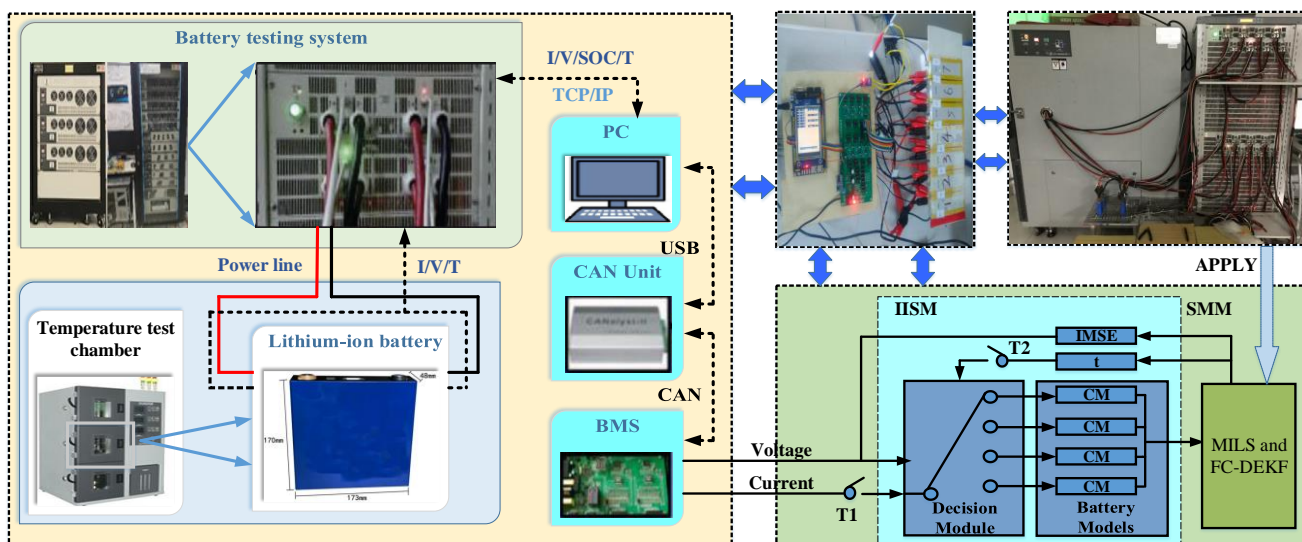 Battery testing system
I/V/SOC/T
TCP/IP
PC
USB
Power line
I/V/T
CAN Unit
CANalyst-II
Temperature test
chamber
Lithium-ion battery
48mm
170mm
173mm
CAN
BMS
Voltage
Current
T1
APPLY
IISM
SMM
IMSE
T2
t
CM
CM
CM
CM
Decision
Module
Battery
Models
MILS and
FC-DEKF